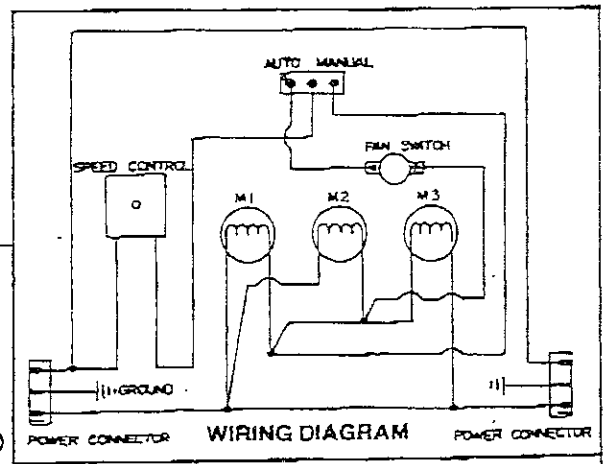 AUTO MANUAL
FAN SWITCH
SPEED CONTROL
M1 M2 M3
GROUND
POWER CONNECTOR
WIRING DIAGRAM
POWER CONNECTOR